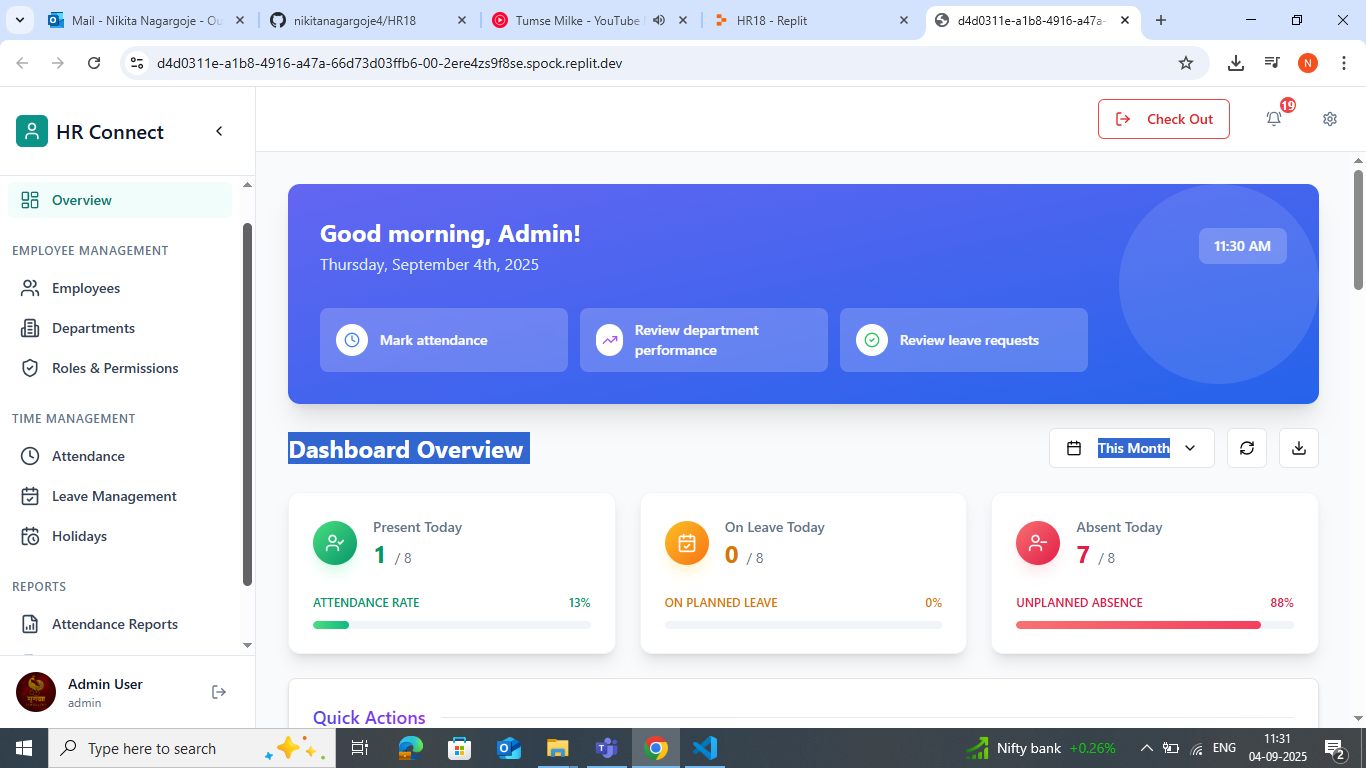 Mail - Nikita Nagargoje - Ou
nikitanagargoje4/HR18
Tumse Milke - YouTube
HR18 - Replit
d4d0311e-a1b8-4916-a47a-
d4d0311e-a1b8-4916-a47a-66d73d03ffb6-00-2ere4zs9f8se.spock.replit.dev
N
HR Connect
Check Out
19
Overview
EMPLOYEE MANAGEMENT
Employees
Departments
Roles & Permissions
TIME MANAGEMENT
Attendance
Leave Management
Holidays
REPORTS
Attendance Reports
Admin User
admin
Good morning, Admin!
Thursday, September 4th, 2025
11:30 AM
Mark attendance
Review department
performance
Review leave requests
Dashboard Overview
This Month
Present Today
1 / 8
ATTENDANCE RATE 13%
On Leave Today
0 / 8
ON PLANNED LEAVE 0%
Absent Today
7 / 8
UNPLANNED ABSENCE 88%
Quick Actions
Type here to search
Nifty bank +0.26%
ENG
11:31
04-09-2025
2